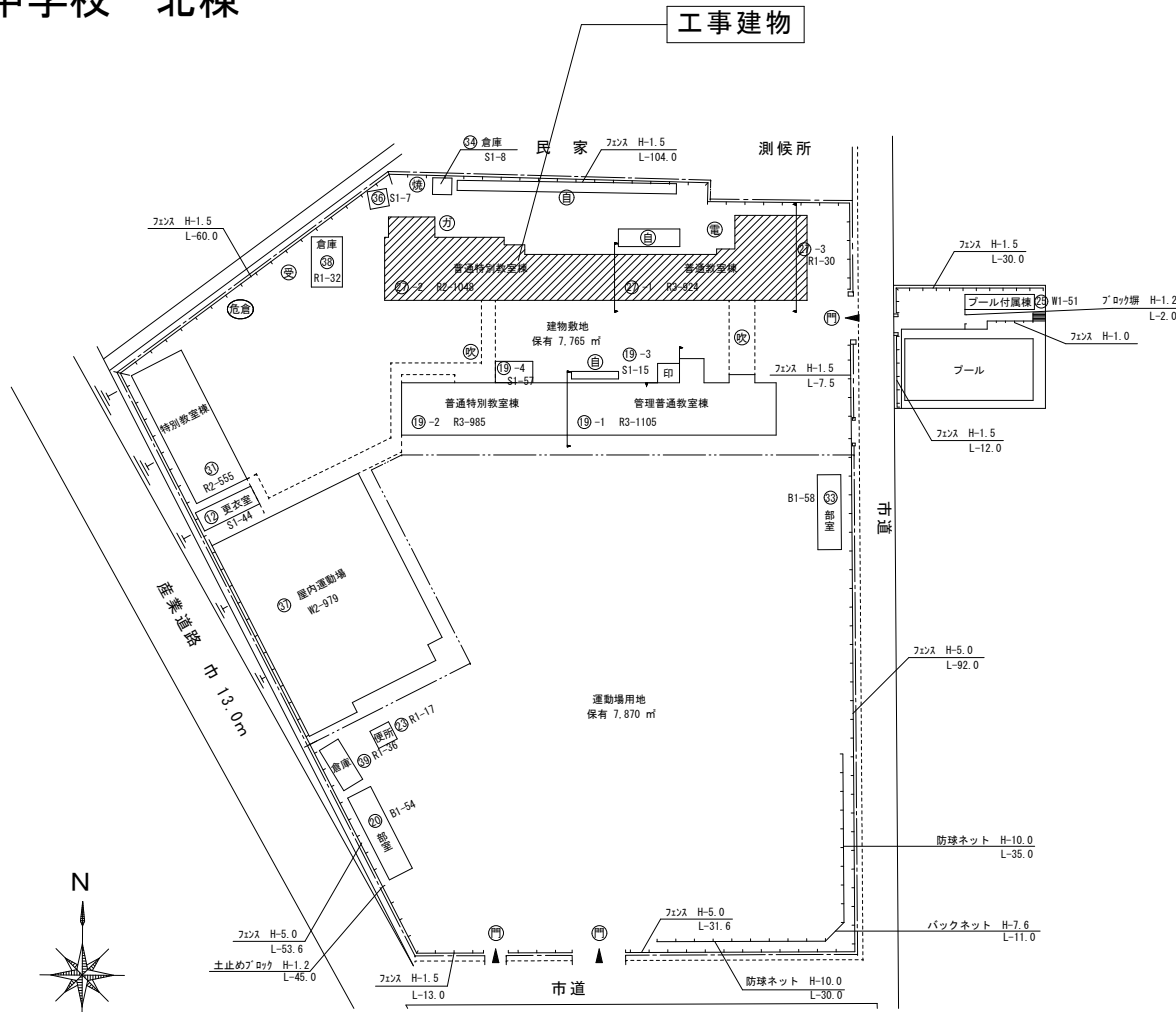 中学校 北棟
工事建物
㉞ 倉庫
S1-8
民 家
フェンス H-1.5
L-104.0
測候所
㊱ S1-7
焼
自
フェンス H-1.5
L-60.0
倉庫
㊳
R1-32
受
危倉
ガ
自
電
㉗-3
R1-30
普通特別教室棟
㉗-2 R2-1048
普通教室棟
㉗-1 R3-924
フェンス H-1.5
L-30.0
プール付属棟 ㉕ W1-51
ブロック塀 H-1.2
L-2.0
フェンス H-1.0
プール
フェンス H-1.5
L-12.0
門
建物敷地
保有 7,765 ㎡
吹
吹
⑲-4
S1-57
自
⑲-3
S1-15
印
フェンス H-1.5
L-7.5
普通特別教室棟
⑲-2 R3-985
管理普通教室棟
⑲-1 R3-1105
特別教室棟
㉛
R2-555
⑫ 更衣室
S1-44
B1-58 ㉝
部室
市道
㊲ 屋内運動場
W2-979
産業道路 巾 13.0m
フェンス H-5.0
L-92.0
運動場用地
保有 7,870 ㎡
便所 ㉓ R1-17
倉庫 ㊴ R1-36
⑳ 部室
B1-54
防球ネット H-10.0
L-35.0
N
フェンス H-5.0
L-53.6
土止めブロック H-1.2
L-45.0
フェンス H-1.5
L-13.0
門
門
フェンス H-5.0
L-31.6
バックネット H-7.6
L-11.0
防球ネット H-10.0
L-30.0
市道